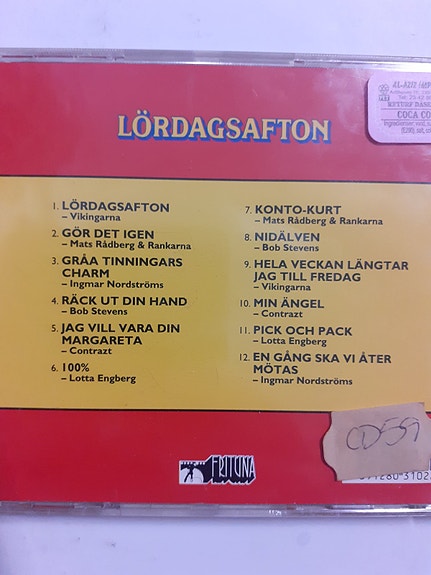 LÖRDAGSAFTON
1. LÖRDAGSAFTON
– Vikingarna
2. GÖR DET IGEN
– Mats Rådberg & Rankarna
3. GRÅA TINNINGARS
CHARM
– Ingmar Nordströms
4. RÄCK UT DIN HAND
– Bob Stevens
5. JAG VILL VARA DIN
MARGARETA
– Contrazt
6. 100%
– Lotta Engberg
7. KONTO-KURT
– Mats Rådberg & Rankarna
8. NIDÄLVEN
– Bob Stevens
9. HELA VECKAN LÄNGTAR
JAG TILL FREDAG
– Vikingarna
10. MIN ÄNGEL
– Contrazt
11. PICK OCH PACK
– Lotta Engberg
12. EN GÅNG SKA VI ÅTER
MÖTAS
– Ingmar Nordströms
COCA CO
FRITUNA
CD59